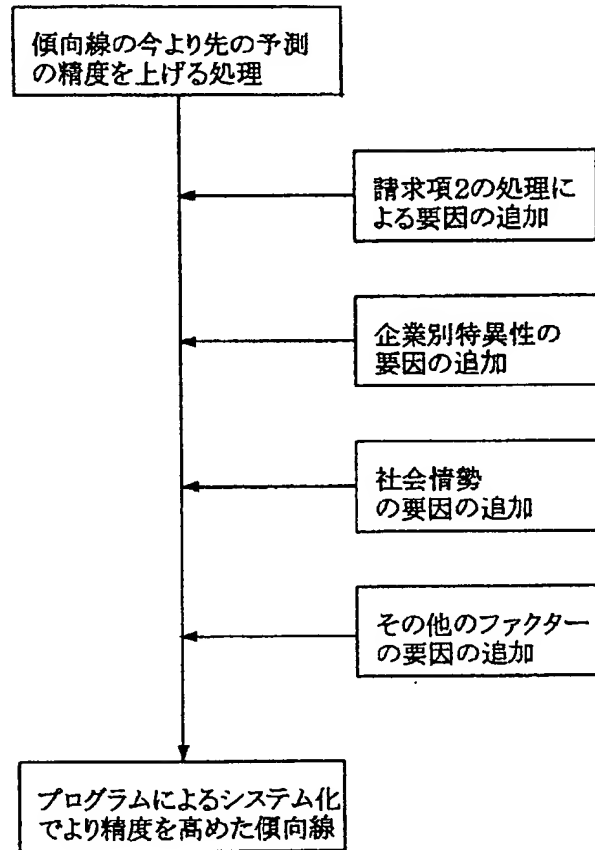 傾向線の今より先の予測
の精度を上げる処理
請求項2の処理に
よる要因の追加
企業別特異性の
要因の追加
社会情勢
の要因の追加
その他のファクター
の要因の追加
プログラムによるシステム化
でより精度を高めた傾向線